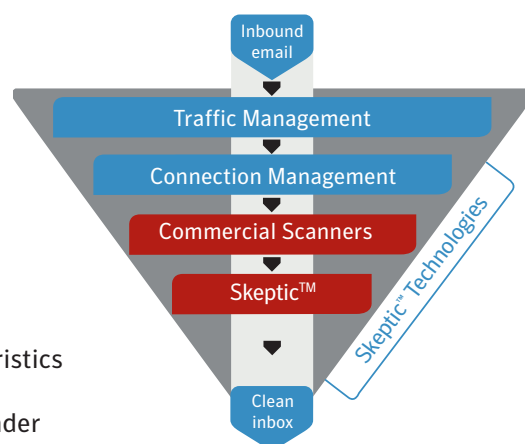 Inbound
email
Traffic Management
Connection Management
Commercial Scanners
Skeptic™
Skeptic™ Technologies
Clean
inbox